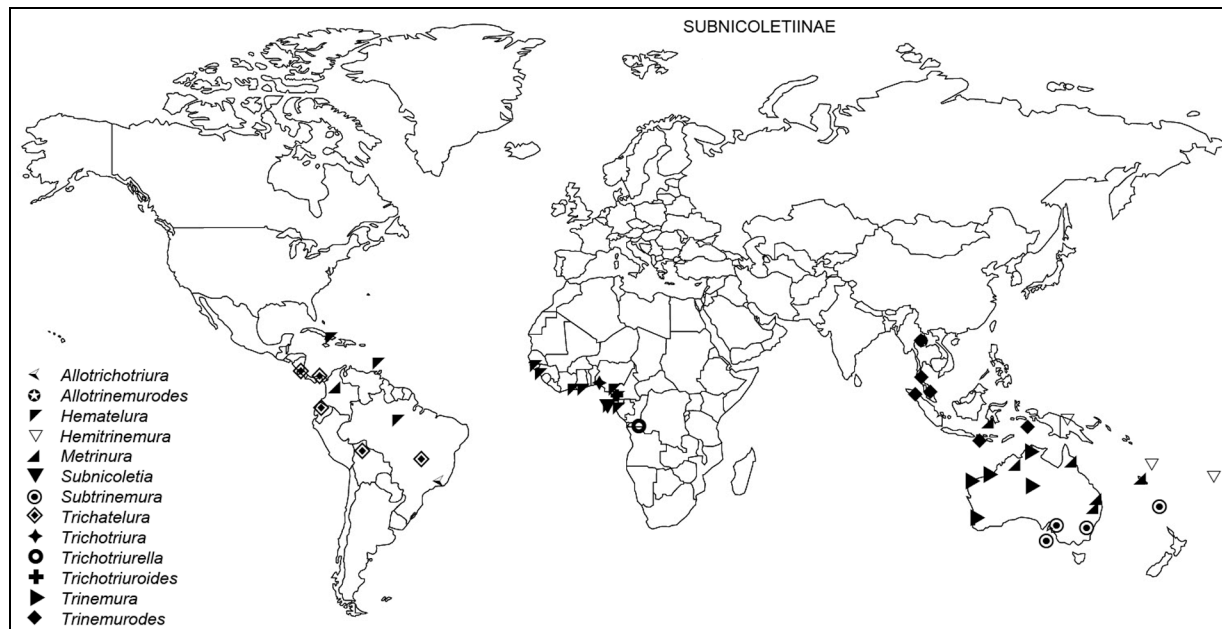 SUBNICOLETIINAE
Allotrichotriura
Allotrinemurodes
Hematelura
Hemitrinemura
Metrinura
Subnicoletia
Subtrinemura
Trichatelura
Trichotriura
Trichotriurella
Trichotriuroides
Trinemura
Trinemurodes